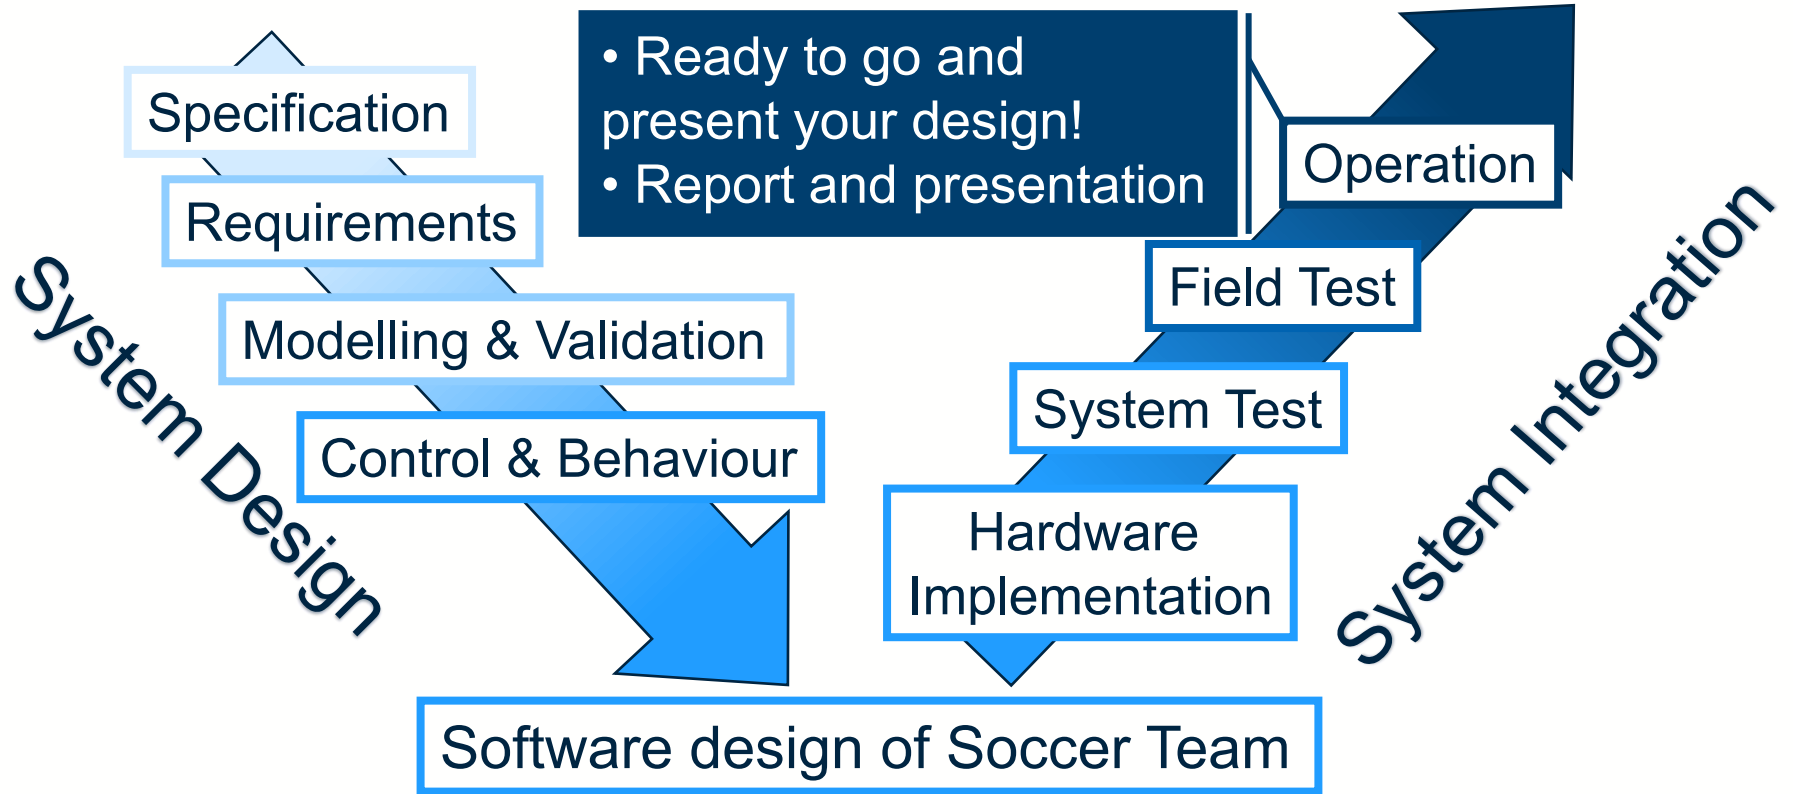 Specification
Requirements
Modelling & Validation
Control & Behaviour
System Design
• Ready to go and
present your design!
• Report and presentation
Operation
Field Test
System Test
Hardware
Implementation
System Integration
Software design of Soccer Team